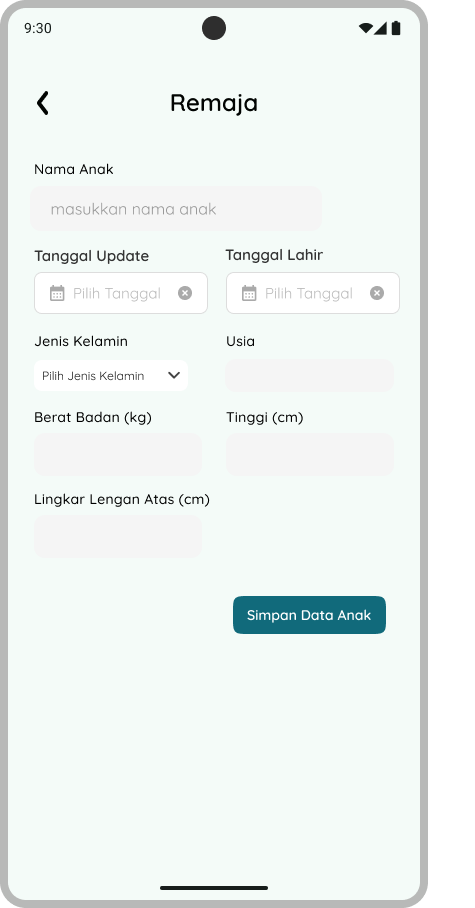 9:30
Remaja
Nama Anak
masukkan nama anak
Tanggal Update
Tanggal Lahir
Pilih Tanggal
Pilih Tanggal
Jenis Kelamin
Usia
Pilih Jenis Kelamin
Berat Badan (kg)
Tinggi (cm)
Lingkar Lengan Atas (cm)
Simpan Data Anak